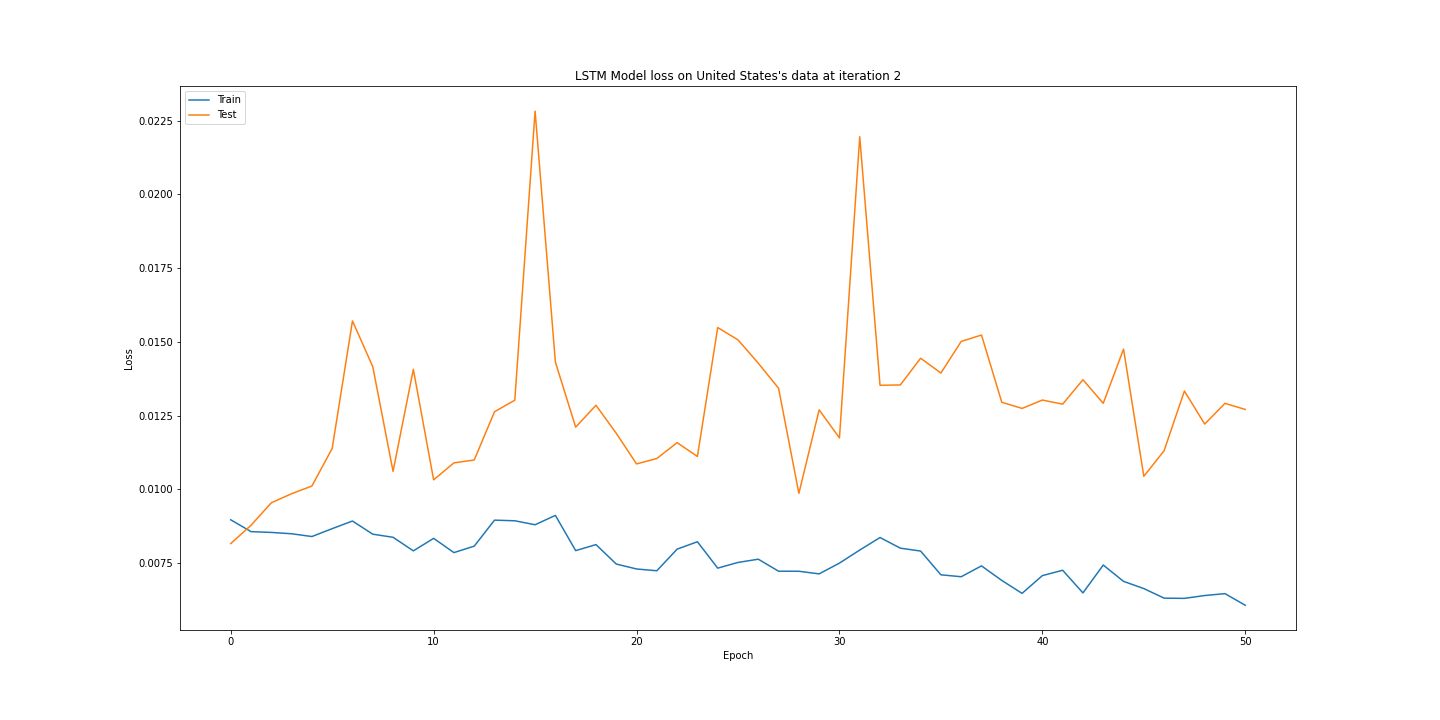 LSTM Model loss on United States's data at iteration 2
Train
Test
0.0225
0.0200
0.0175
0.0150
0.0125
0.0100
0.0075
Loss
0 10 20 30 40 50
Epoch